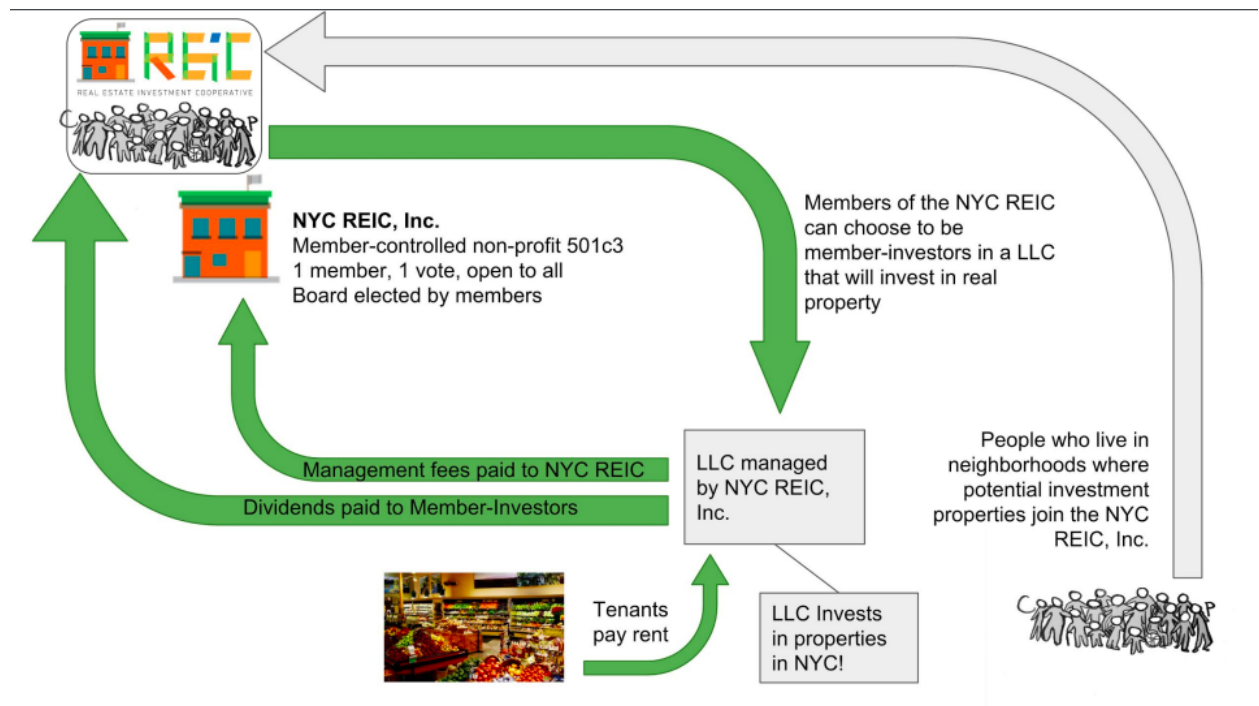 REIC
REAL ESTATE INVESTMENT COOPERATIVE
NYC REIC, Inc.
Member-controlled non-profit 501c3
1 member, 1 vote, open to all
Board elected by members
Members of the NYC REIC
can choose to be
member-investors in a LLC
that will invest in real
property
Management fees paid to NYC REIC
Dividends paid to Member-Investors
LLC managed
by NYC REIC,
Inc.
People who live in
neighborhoods where
potential investment
properties join the NYC
REIC, Inc.
Tenants
pay rent
LLC Invests
in properties
in NYC!